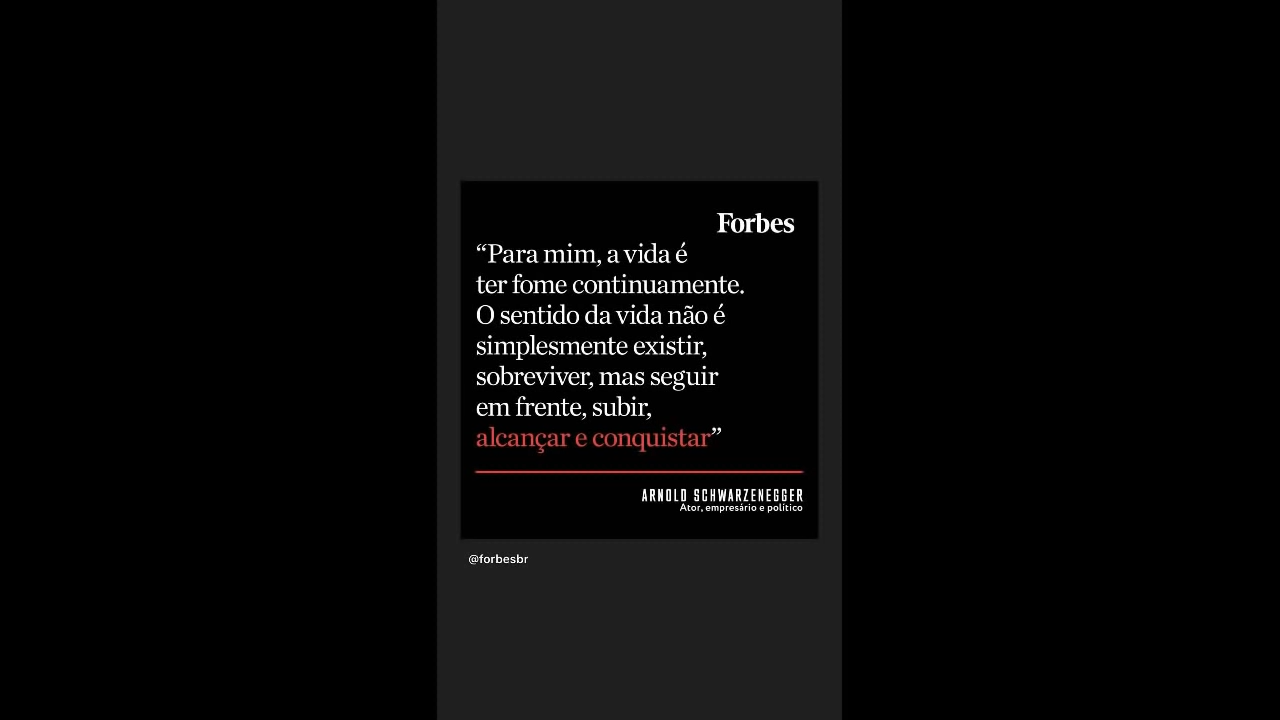 Forbes
“Para mim, a vida é
ter fome continuamente.
O sentido da vida não é
simplesmente existir,
sobreviver, mas seguir
em frente, subir,
alcançar e conquistar”
ARNOLD SCHWARZENEGGER
Ator, empresário e político
@forbesbr